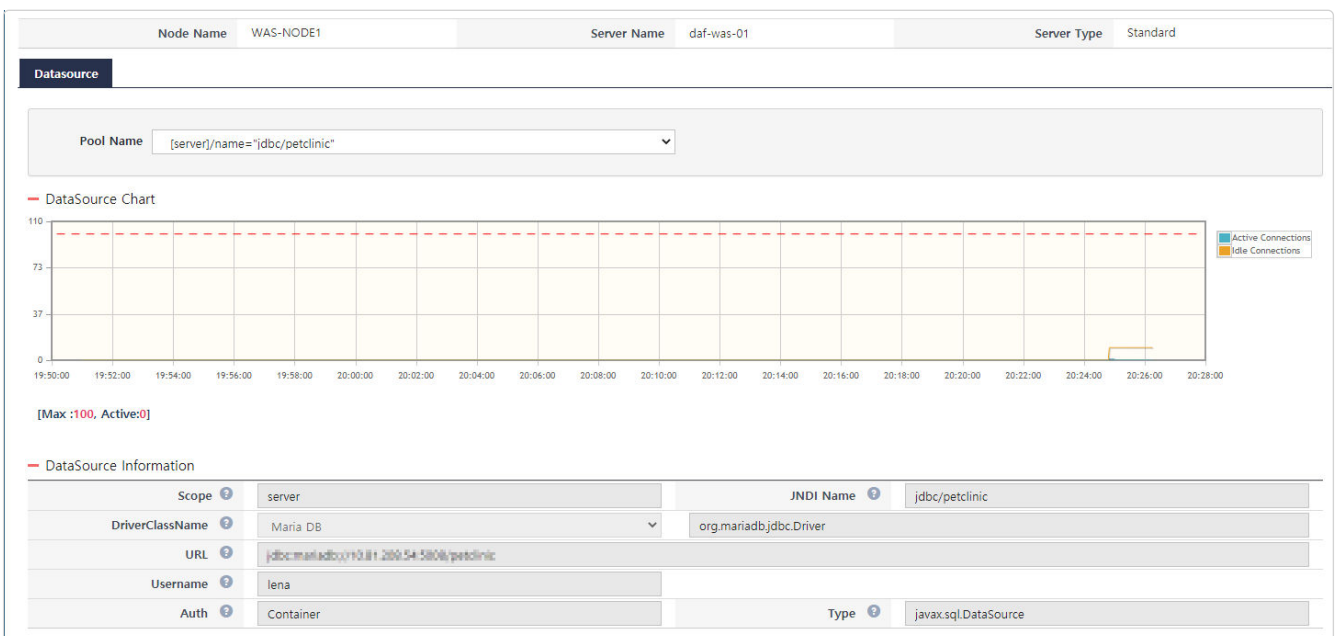 Node Name WAS-NODE1 Server Name daf-was-01 Server Type Standard
Datasource
Pool Name [server]/name="jdbc/petclinic"
DataSource Chart
110
73
37
0
Active Connections
Idle Connections
19:50:00 19:52:00 19:54:00 19:56:00 19:58:00 20:00:00 20:02:00 20:04:00 20:06:00 20:08:00 20:10:00 20:12:00 20:14:00 20:16:00 20:18:00 20:20:00 20:22:00 20:24:00 20:26:00 20:28:00
[Max :100, Active:0]
DataSource Information
Scope ? server JNDI Name ? jdbc/petclinic
DriverClassName ? Maria DB org.mariadb.jdbc.Driver
URL ?
Username ? lena
Auth ? Container Type ? javax.sql.DataSource